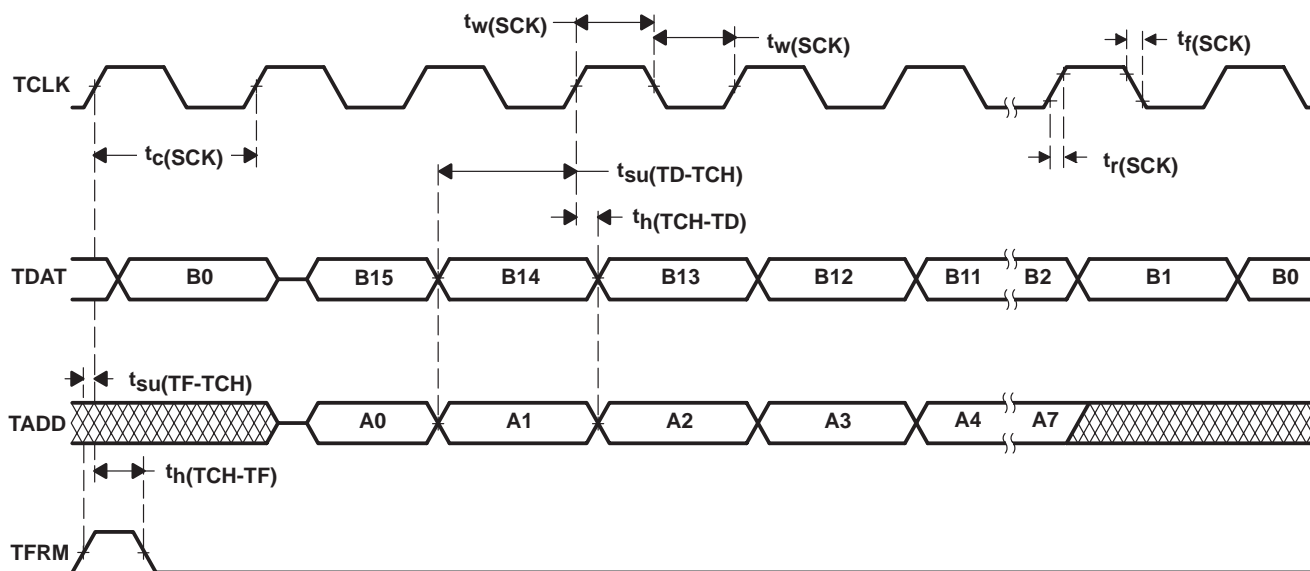 tw(SCK)
tw(SCK)
tf(SCK)
TCLK
tc(SCK)
tsu(TD-TCH)
tr(SCK)
th(TCH-TD)
TDAT B0 B15 B14 B13 B12 B11 B2 B1 B0
tsu(TF-TCH)
TADD A0 A1 A2 A3 A4 A7
th(TCH-TF)
TFRM